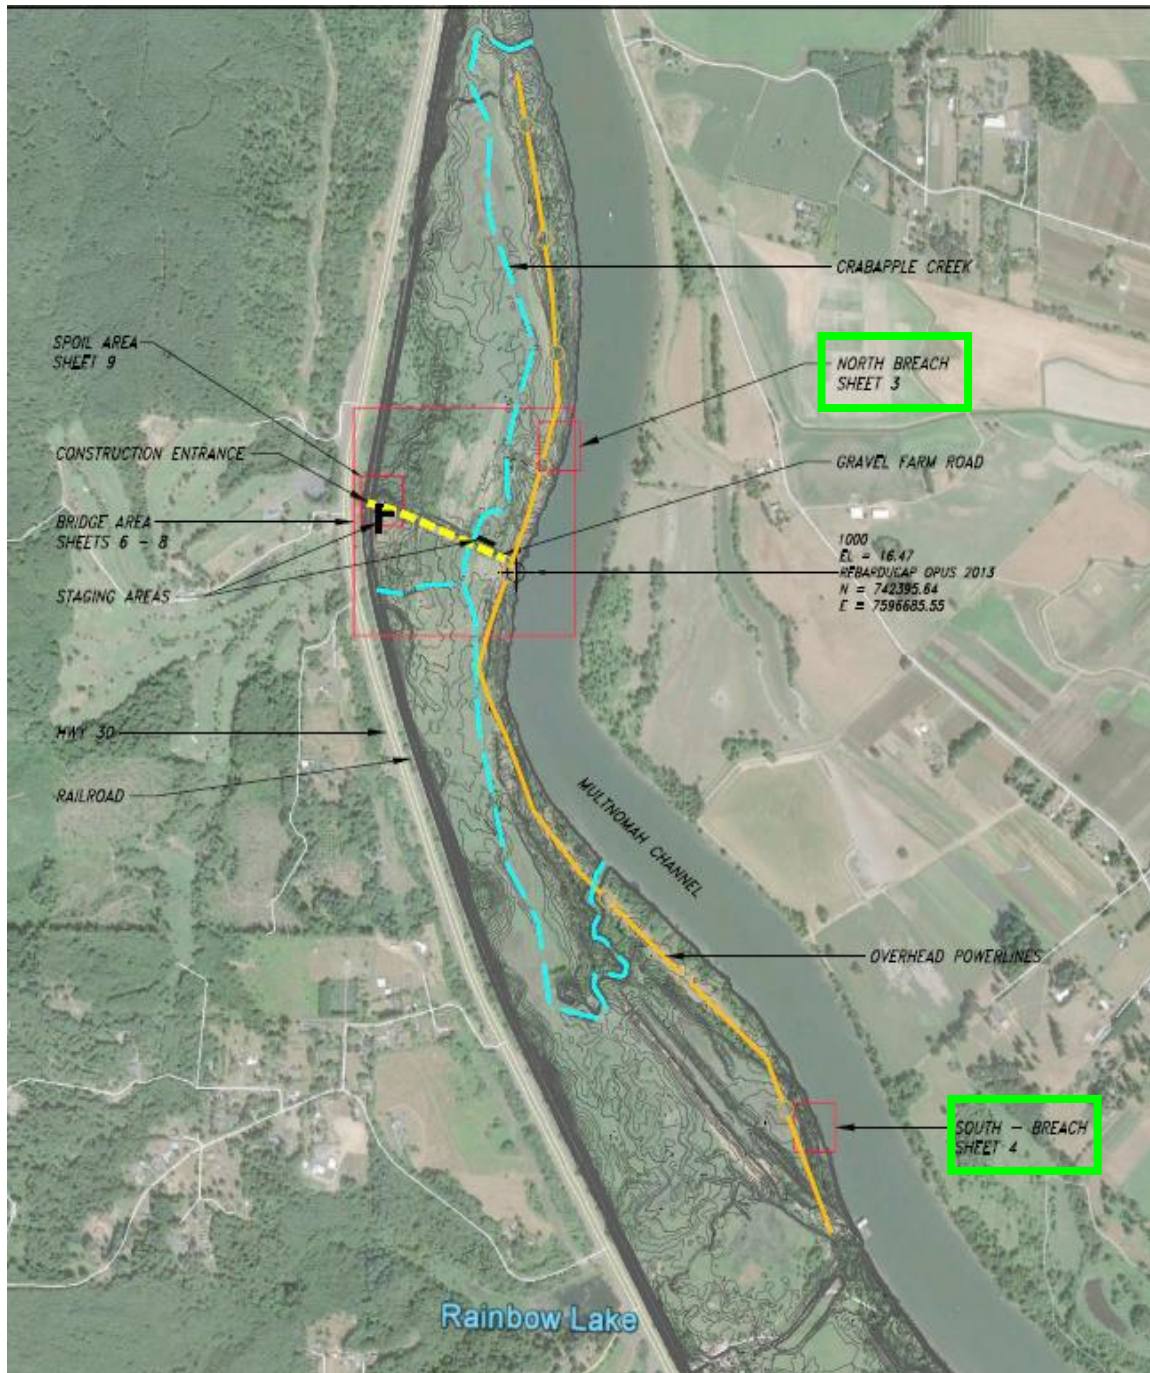 CRABAPPLE CREEK
SPOIL AREA
SHEET 9
NORTH BREACH
SHEET 3
CONSTRUCTION ENTRANCE
GRAVEL FARM ROAD
BRIDGE AREA
SHEETS 6 - 8
1000
EL = 16.47
REBARDUCAP OPUS 2013
N = 742395.64
E = 7596685.55
STAGING AREAS
HWY 30
RAILROAD
MULTNOMAH CHANNEL
OVERHEAD POWERLINES
SOUTH - BREACH
SHEET 4
Rainbow Lake